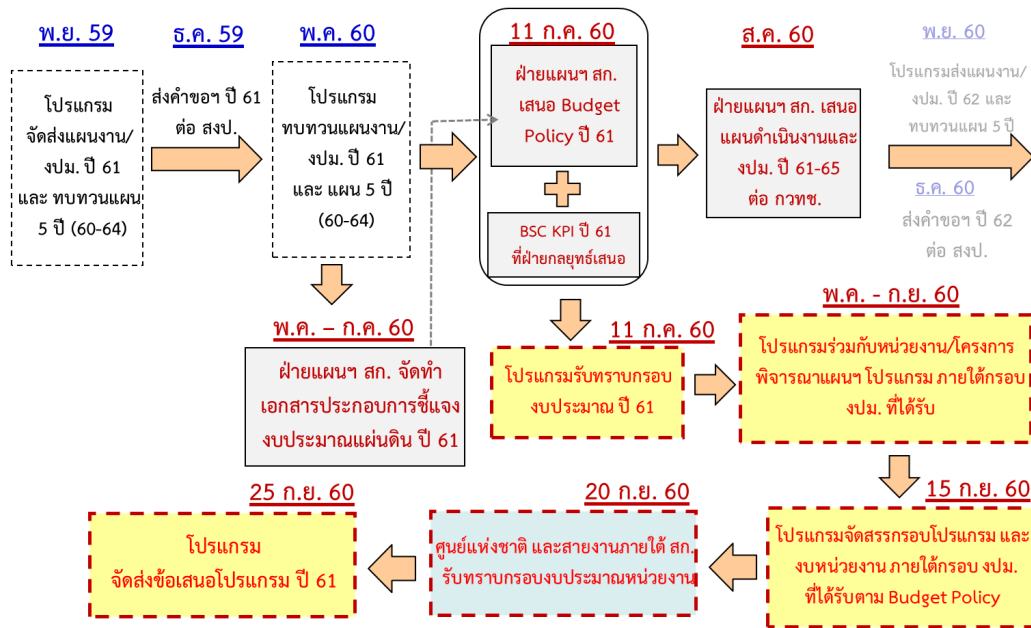 พ.ย. 59
โปรแกรม
จัดส่งแผนงาน/
งปม. ปี 61
และ ทบทวนแผน
5 ปี (60-64)
ธ.ค. 59
ส่งคำขอฯ ปี 61
ต่อ สงป.
พ.ค. 60
โปรแกรม
ทบทวนแผนงาน/
งปม. ปี 61
และ แผน 5 ปี
(60-64)
11 ก.ค. 60
ฝ่ายแผนฯ สก.
เสนอ Budget
Policy ปี 61
BSC KPI ปี 61
ที่ฝ่ายกลยุทธ์เสนอ
ส.ค. 60
ฝ่ายแผนฯ สก. เสนอ
แผนดำเนินงานและ
งปม. ปี 61-65
ต่อ กวทช.
พ.ย. 60
โปรแกรมส่งแผนงาน/
งปม. ปี 62 และ
ทบทวนแผน 5 ปี
ธ.ค. 60
ส่งคำขอฯ ปี 62
ต่อ สงป.
พ.ค. – ก.ค. 60
ฝ่ายแผนฯ สก. จัดทำ
เอกสารประกอบการชี้แจง
งบประมาณแผ่นดิน ปี 61
11 ก.ค. 60
โปรแกรมรับทราบกรอบ
งบประมาณ ปี 61
พ.ค. - ก.ย. 60
โปรแกรมร่วมกับหน่วยงาน/โครงการ
พิจารณาแผนฯ โปรแกรม ภายใต้กรอบ
งปม. ที่ได้รับ
15 ก.ย. 60
โปรแกรมจัดสรรกรอบโปรแกรม และ
งบหน่วยงาน ภายใต้กรอบ งปม.
ที่ได้รับตาม Budget Policy
20 ก.ย. 60
ศูนย์แห่งชาติ และสายงานภายใต้ สก.
รับทราบกรอบงบประมาณหน่วยงาน
25 ก.ย. 60
โปรแกรม
จัดส่งข้อเสนอโปรแกรม ปี 61